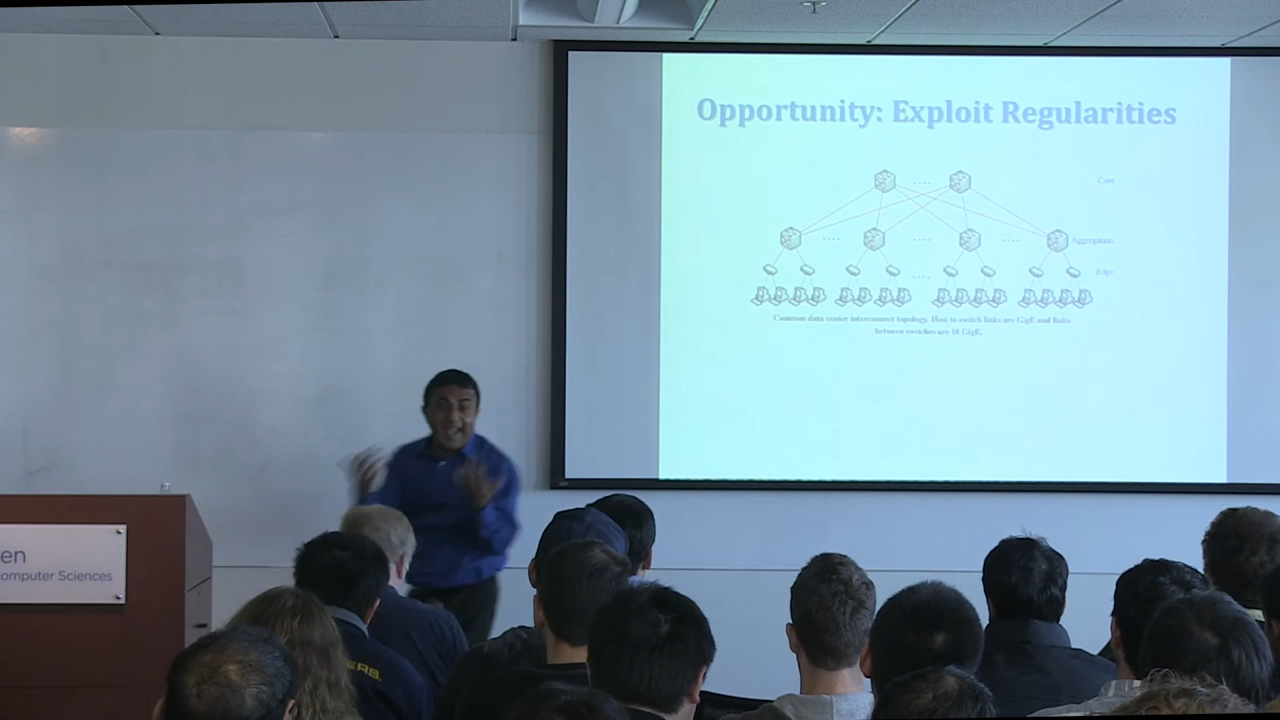 Opportunity: Exploit Regularities
Core
Aggregation
Edge
Common data center interconnect topology. Host to switch links are GigE and links
between switches are 10 GigE.
en
omputer Sciences
ERS.